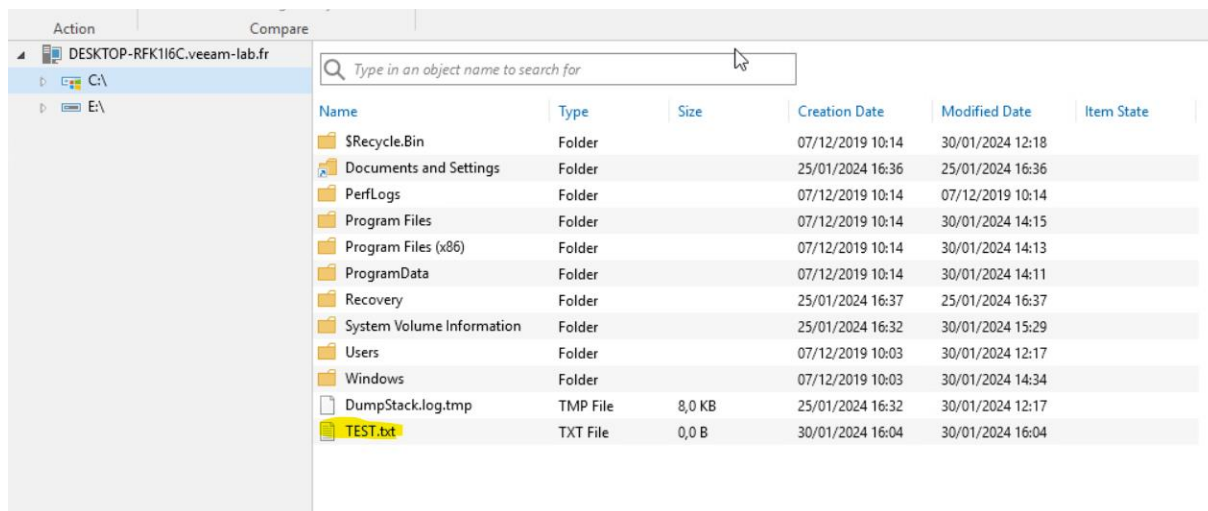 Action Compare
DESKTOP-RFK1I6C.veeam-lab.fr
C:\
E:\
Type in an object name to search for
Name Type Size Creation Date Modified Date Item State
$Recycle.Bin Folder 07/12/2019 10:14 30/01/2024 12:18
Documents and Settings Folder 25/01/2024 16:36 25/01/2024 16:36
PerfLogs Folder 07/12/2019 10:14 07/12/2019 10:14
Program Files Folder 07/12/2019 10:14 30/01/2024 14:15
Program Files (x86) Folder 07/12/2019 10:14 30/01/2024 14:13
ProgramData Folder 07/12/2019 10:14 30/01/2024 14:11
Recovery Folder 25/01/2024 16:37 25/01/2024 16:37
System Volume Information Folder 25/01/2024 16:32 30/01/2024 15:29
Users Folder 07/12/2019 10:03 30/01/2024 12:17
Windows Folder 07/12/2019 10:03 30/01/2024 14:34
DumpStack.log.tmp TMP File 8,0 KB 25/01/2024 16:32 30/01/2024 12:17
TEST.txt TXT File 0,0 B 30/01/2024 16:04 30/01/2024 16:04